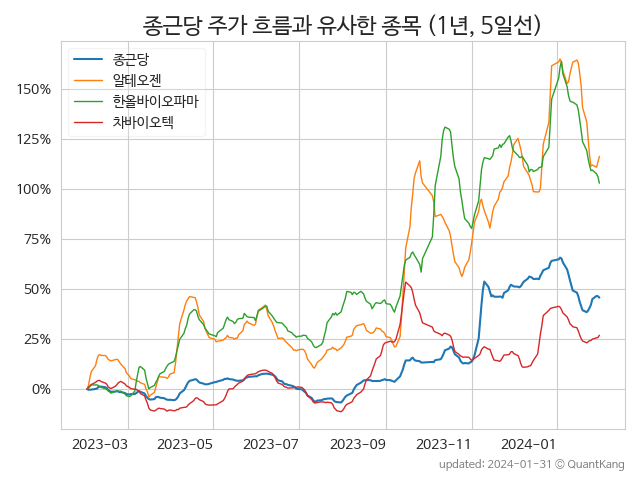 종근당 주가 흐름과 유사한 종목 (1년, 5일선)
종근당
알테오젠
한올바이오파마
차바이오텍
150%
125%
100%
75%
50%
25%
0%
2023-03 2023-05 2023-07 2023-09 2023-11 2024-01
updated: 2024-01-31 © QuantKang